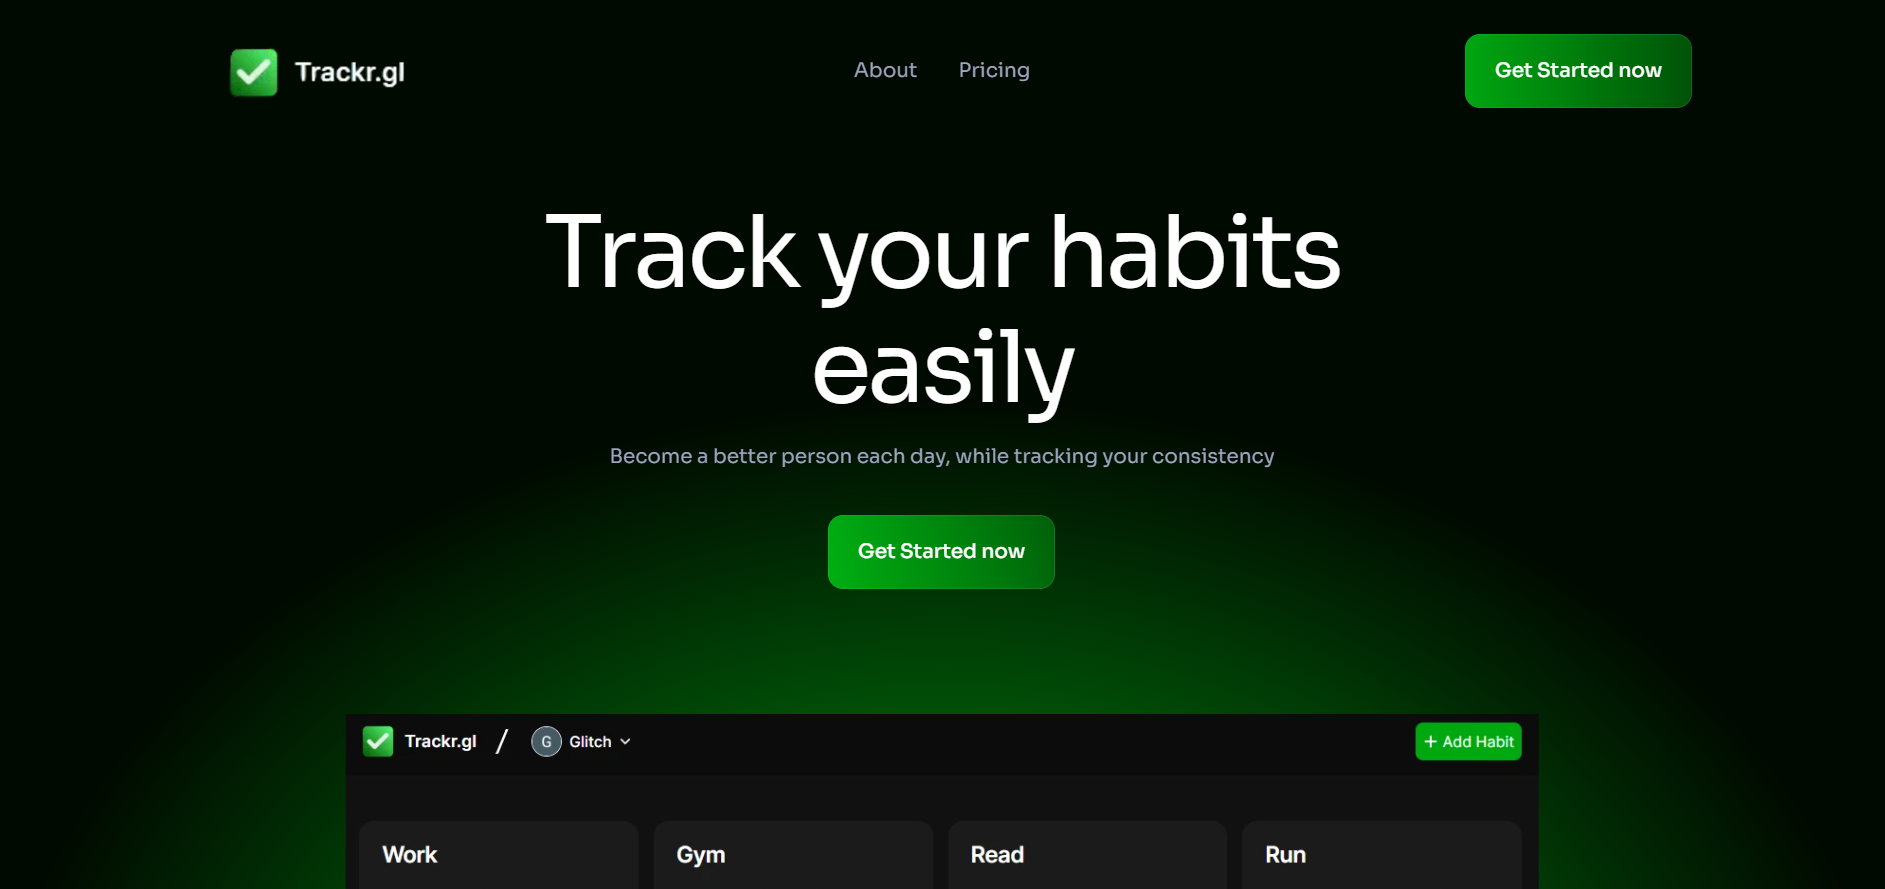 Trackr.gl
About
Pricing
Get Started now
Track your habits
easily
Become a better person each day, while tracking your consistency
Get Started now
Trackr.gl / G Glitch
+ Add Habit
Work
Gym
Read
Run